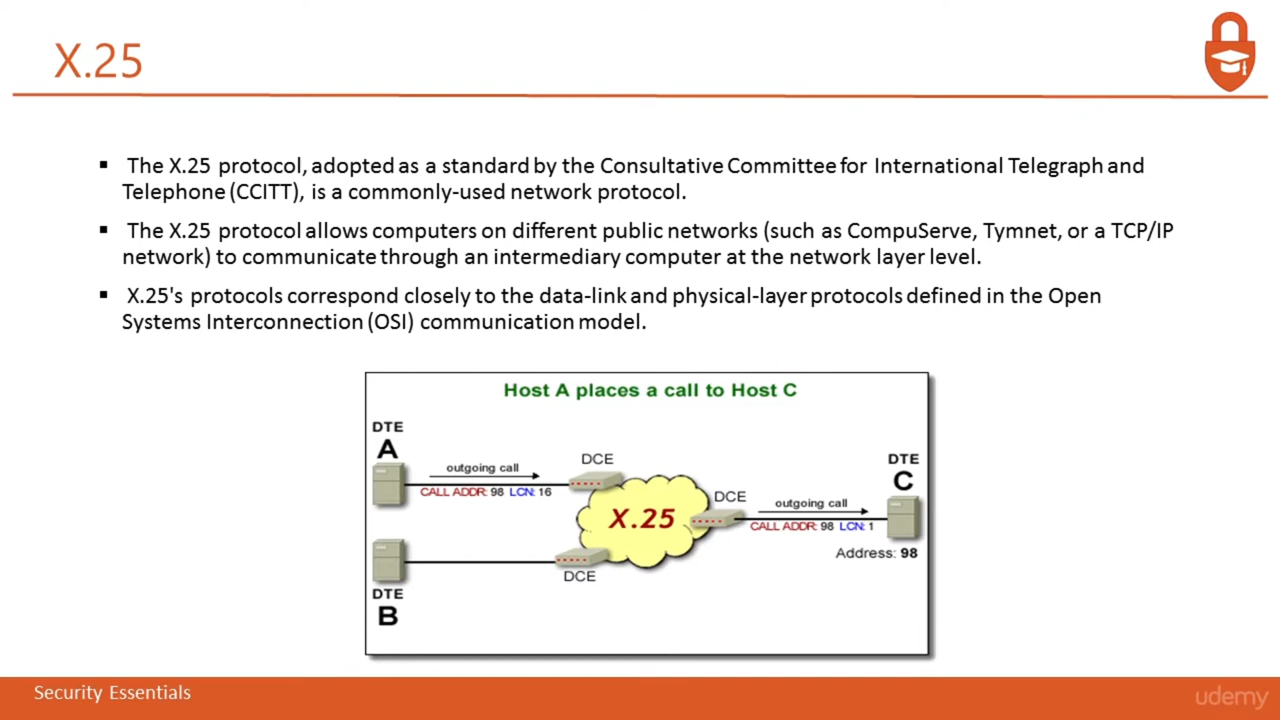 X.25
The X.25 protocol, adopted as a standard by the Consultative Committee for International Telegraph and
Telephone (CCITT), is a commonly-used network protocol.
The X.25 protocol allows computers on different public networks (such as CompuServe, Tymnet, or a TCP/IP
network) to communicate through an intermediary computer at the network layer level.
X.25's protocols correspond closely to the data-link and physical-layer protocols defined in the Open
Systems Interconnection (OSI) communication model.
Host A places a call to Host C
DTE
A
outgoing call
CALL ADDR: 98 LCN: 16
DCE
X.25
DCE
outgoing call
CALL ADDR: 98 LCN: 1
DTE
C
Address: 98
DCE
DTE
B
Security Essentials
udemy